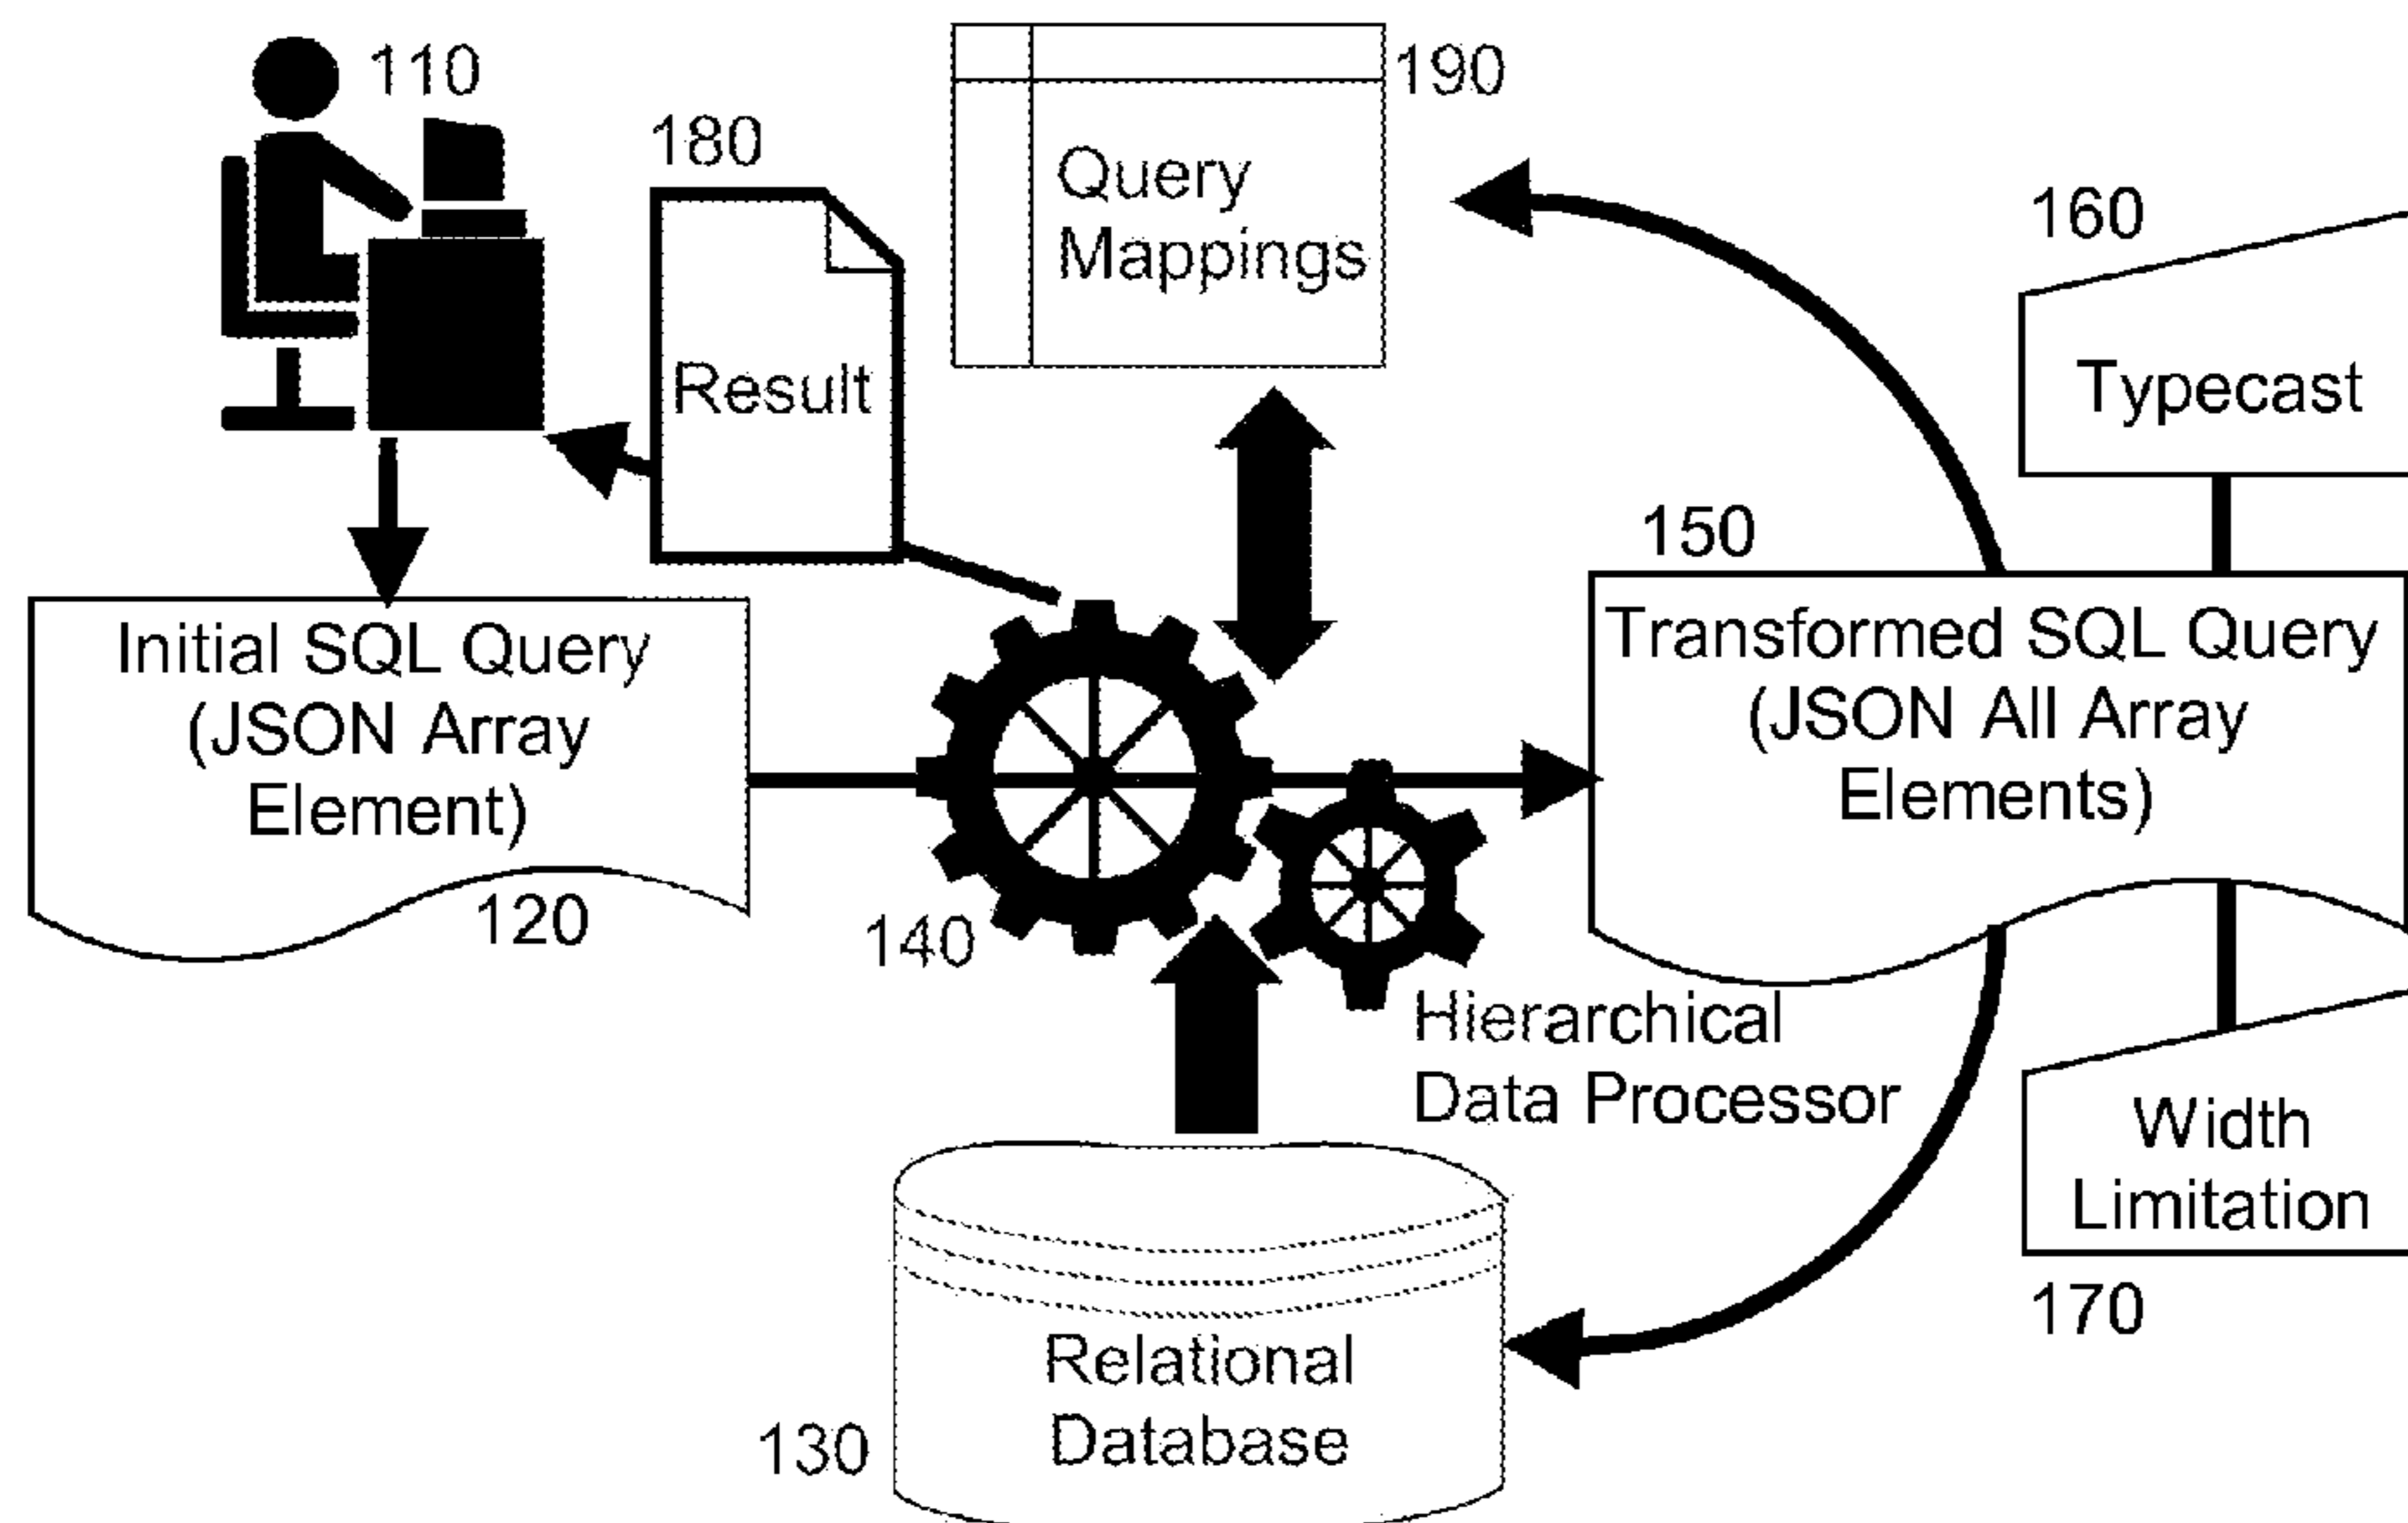 110
190
180
Query
Mappings
160
Result
Typecast
150
Initial SQL Query
(JSON Array
Element)
120
140
Transformed SQL Query
(JSON All Array
Elements)
Hierarchical
Data Processor
Width
Limitation
170
Relational
Database
130